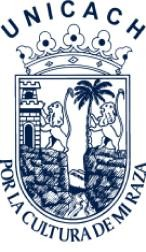 UNICACH
POR LA CULTURA DE MI RAZA